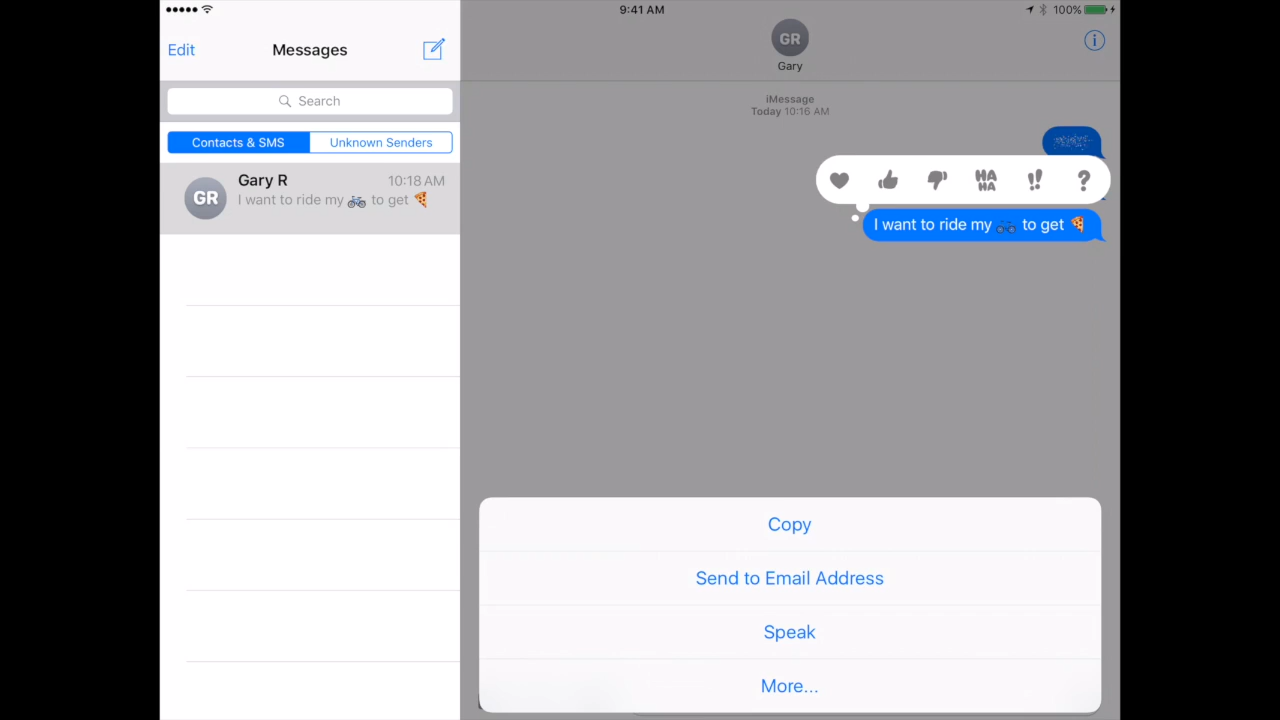 9:41 AM
100%
Edit
Messages
Search
Contacts & SMS
Unknown Senders
GR
Gary R
10:18 AM
I want to ride my 🚲 to get 🍕
GR
Gary
iMessage
Today 10:16 AM
HA HA
!!
?
I want to ride my 🚲 to get 🍕
Copy
Send to Email Address
Speak
More...